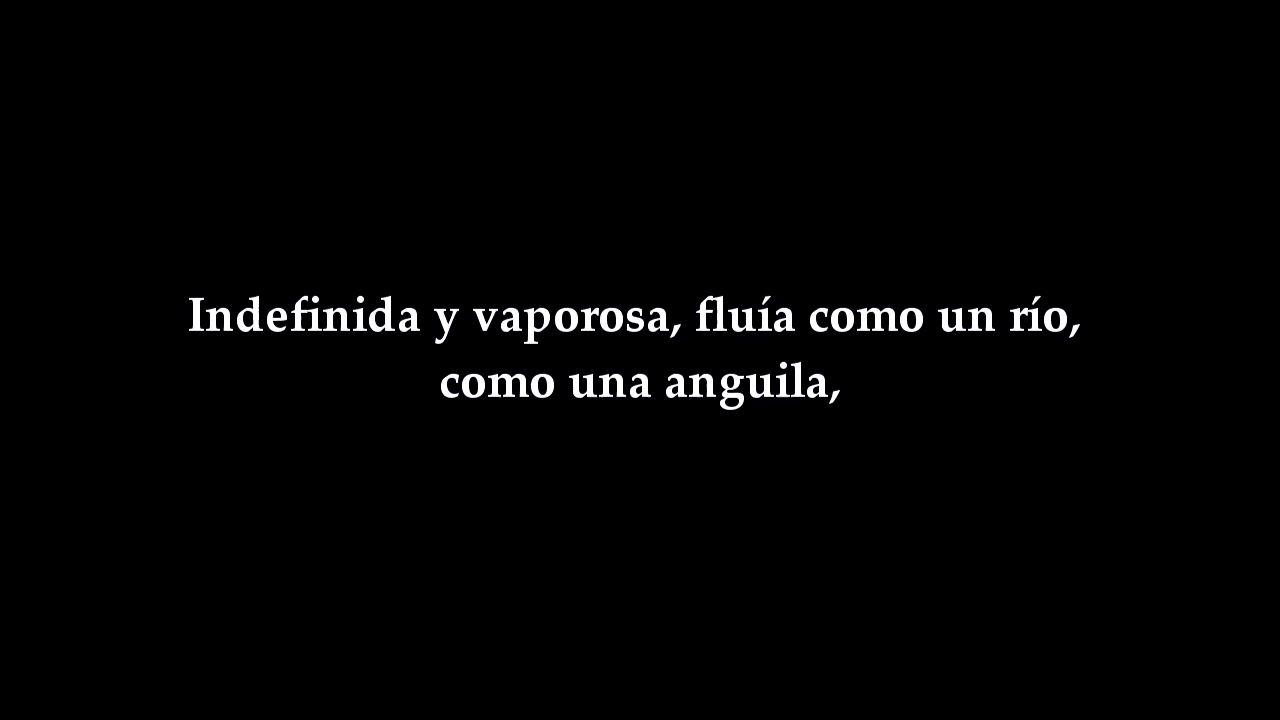 Indefinida y vaporosa, fluía como un río,
como una anguila,